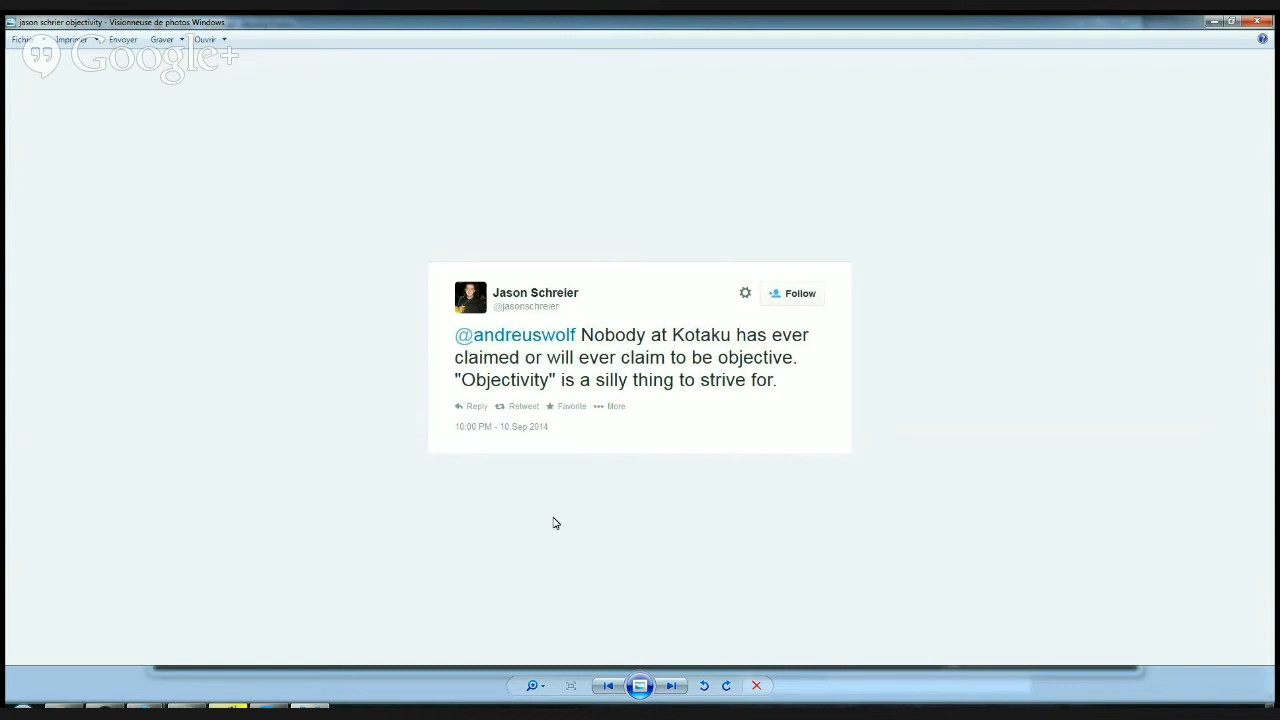 jason schrier objectivity - Visionneuse de photos Windows
Fichier Imprimer Envoyer Graver Ouvrir
Google+
Jason Schreier
Follow
@jasonschreier
@andreuswolf Nobody at Kotaku has ever
claimed or will ever claim to be objective.
"Objectivity" is a silly thing to strive for.
Reply Retweet Favorite More
10:00 PM - 10 Sep 2014